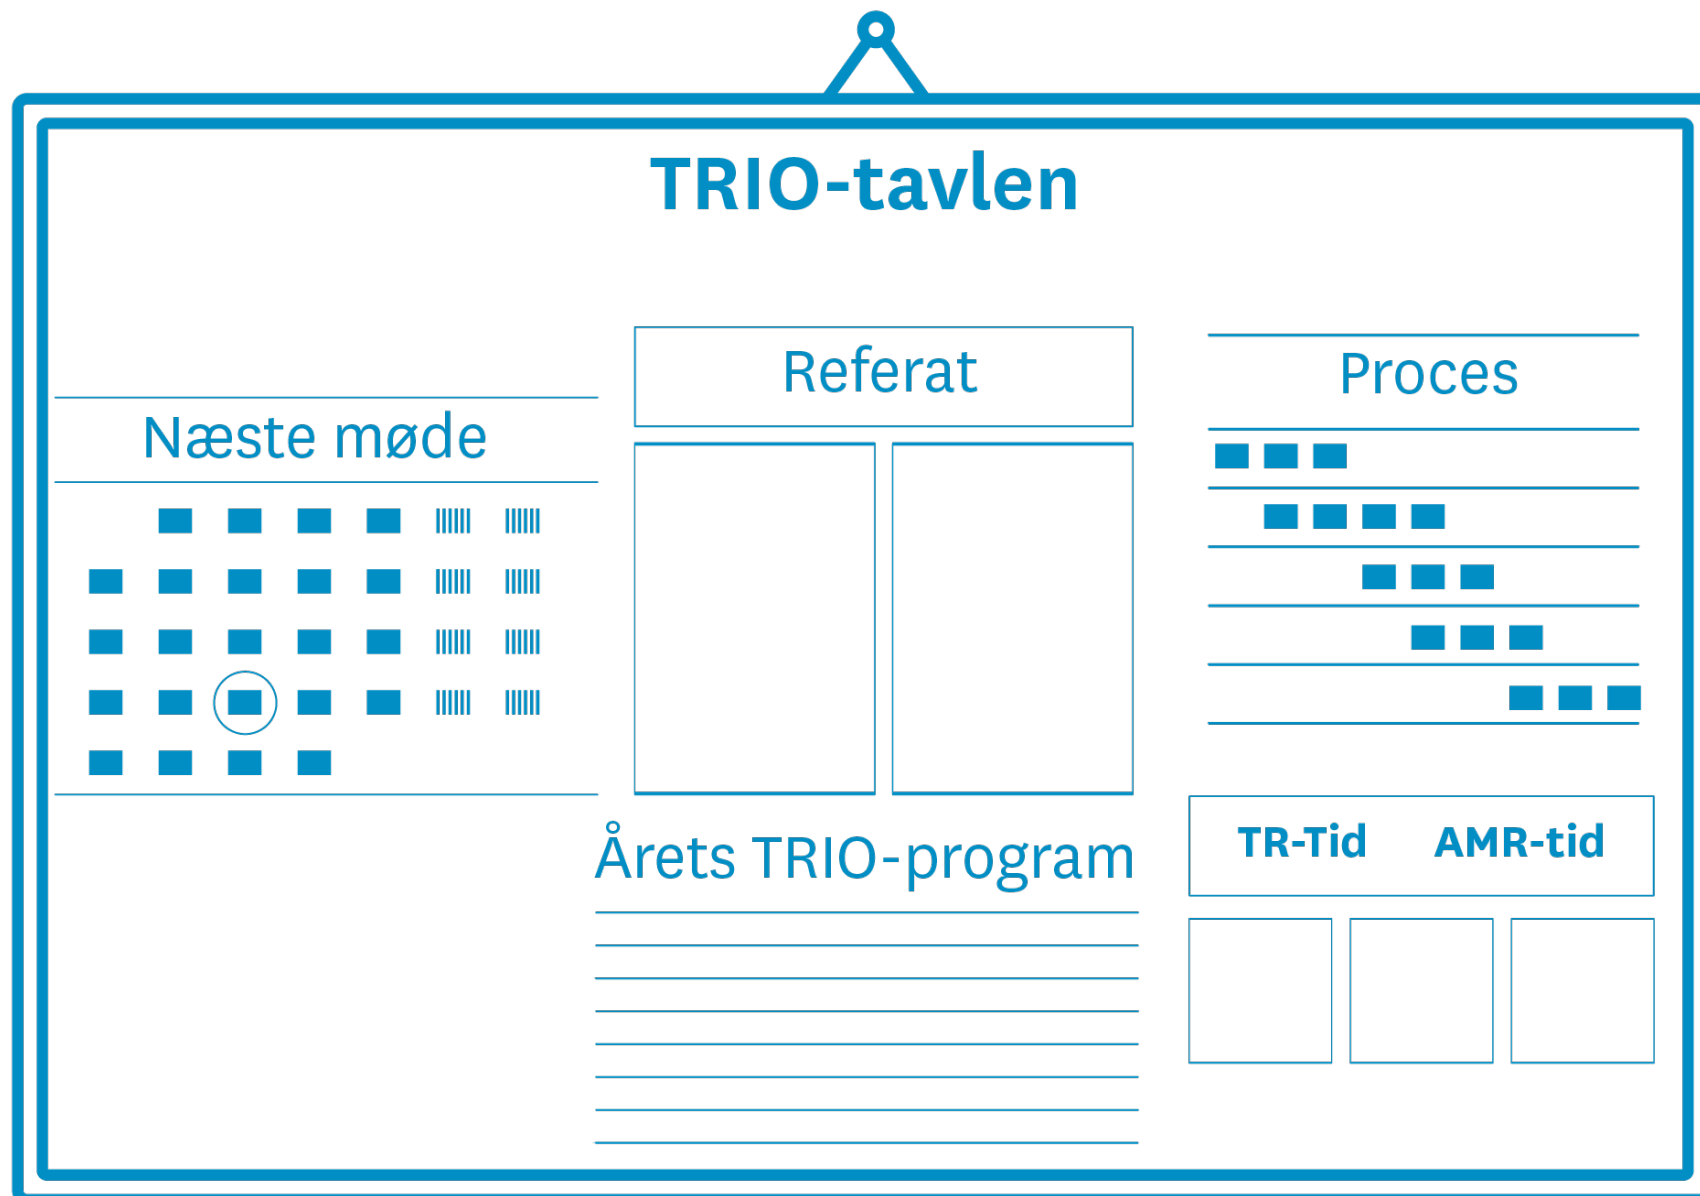 TRIO-tavlen
Næste møde
Referat
Proces
Årets TRIO-program
TR-Tid AMR-tid